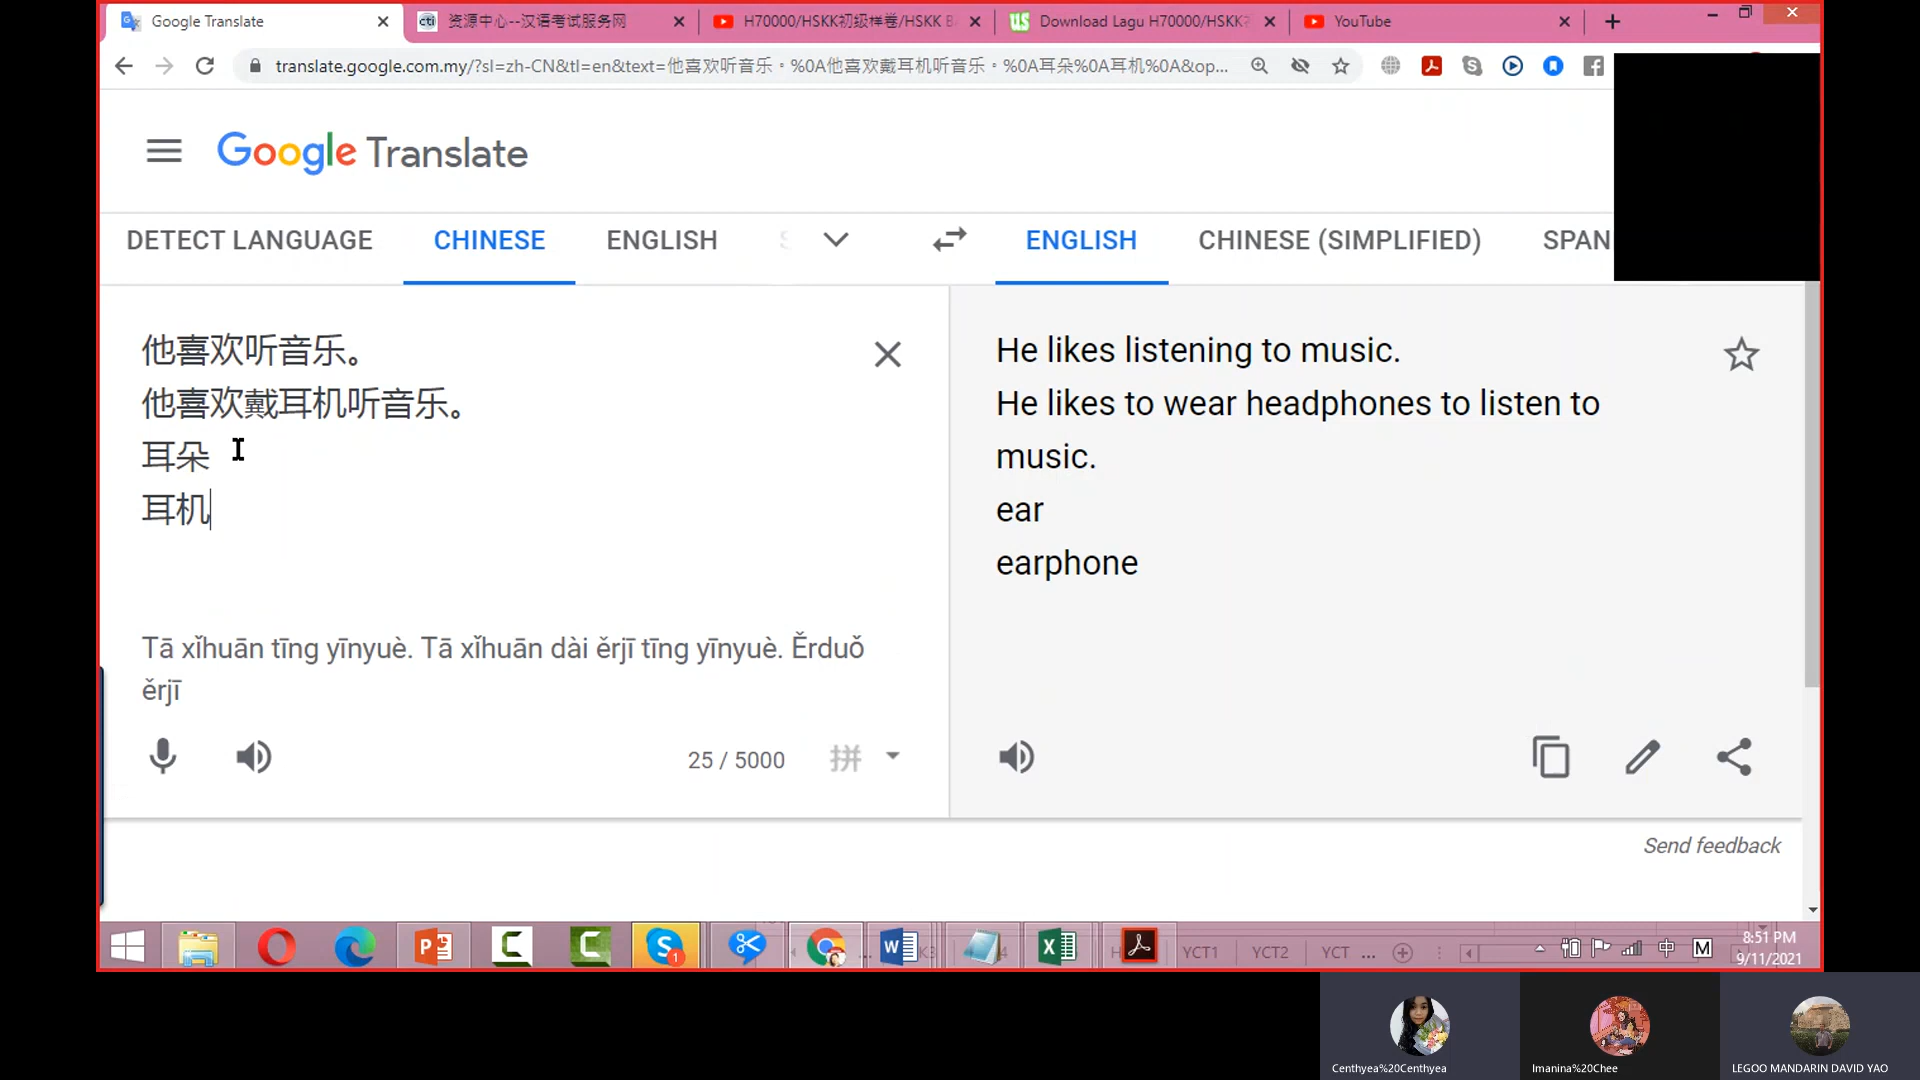 Google Translate
资源中心--汉语考试服务网
H70000/HSKK初级样卷/HSKK B
Download Lagu H70000/HSKK
YouTube
translate.google.com.my/?sl=zh-CN&tl=en&text=他喜欢听音乐。%0A他喜欢戴耳机听音乐。%0A耳朵%0A耳机%0A&op...
Google Translate
DETECT LANGUAGE
CHINESE
ENGLISH
ENGLISH
CHINESE (SIMPLIFIED)
SPAN
他喜欢听音乐。
他喜欢戴耳机听音乐。
耳朵
耳机
He likes listening to music.
He likes to wear headphones to listen to
music.
ear
earphone
Tā xǐhuān tīng yīnyuè. Tā xǐhuān dài ěrjī tīng yīnyuè. Ěrduǒ
ěrjī
25 / 5000
拼
Send feedback
YCT1
YCT2
YCT ...
中
M
8:51 PM
9/11/2021
Centhyea%20Centhyea
Imanina%20Chee
LEGOO MANDARIN DAVID YAO